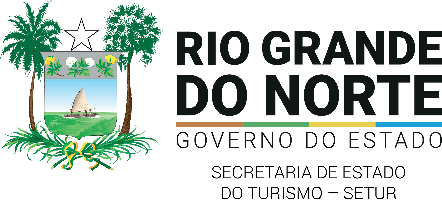 RIO GRANDE
DO NORTE
GOVERNO DO ESTADO
SECRETARIA DE ESTADO
DO TURISMO – SETUR